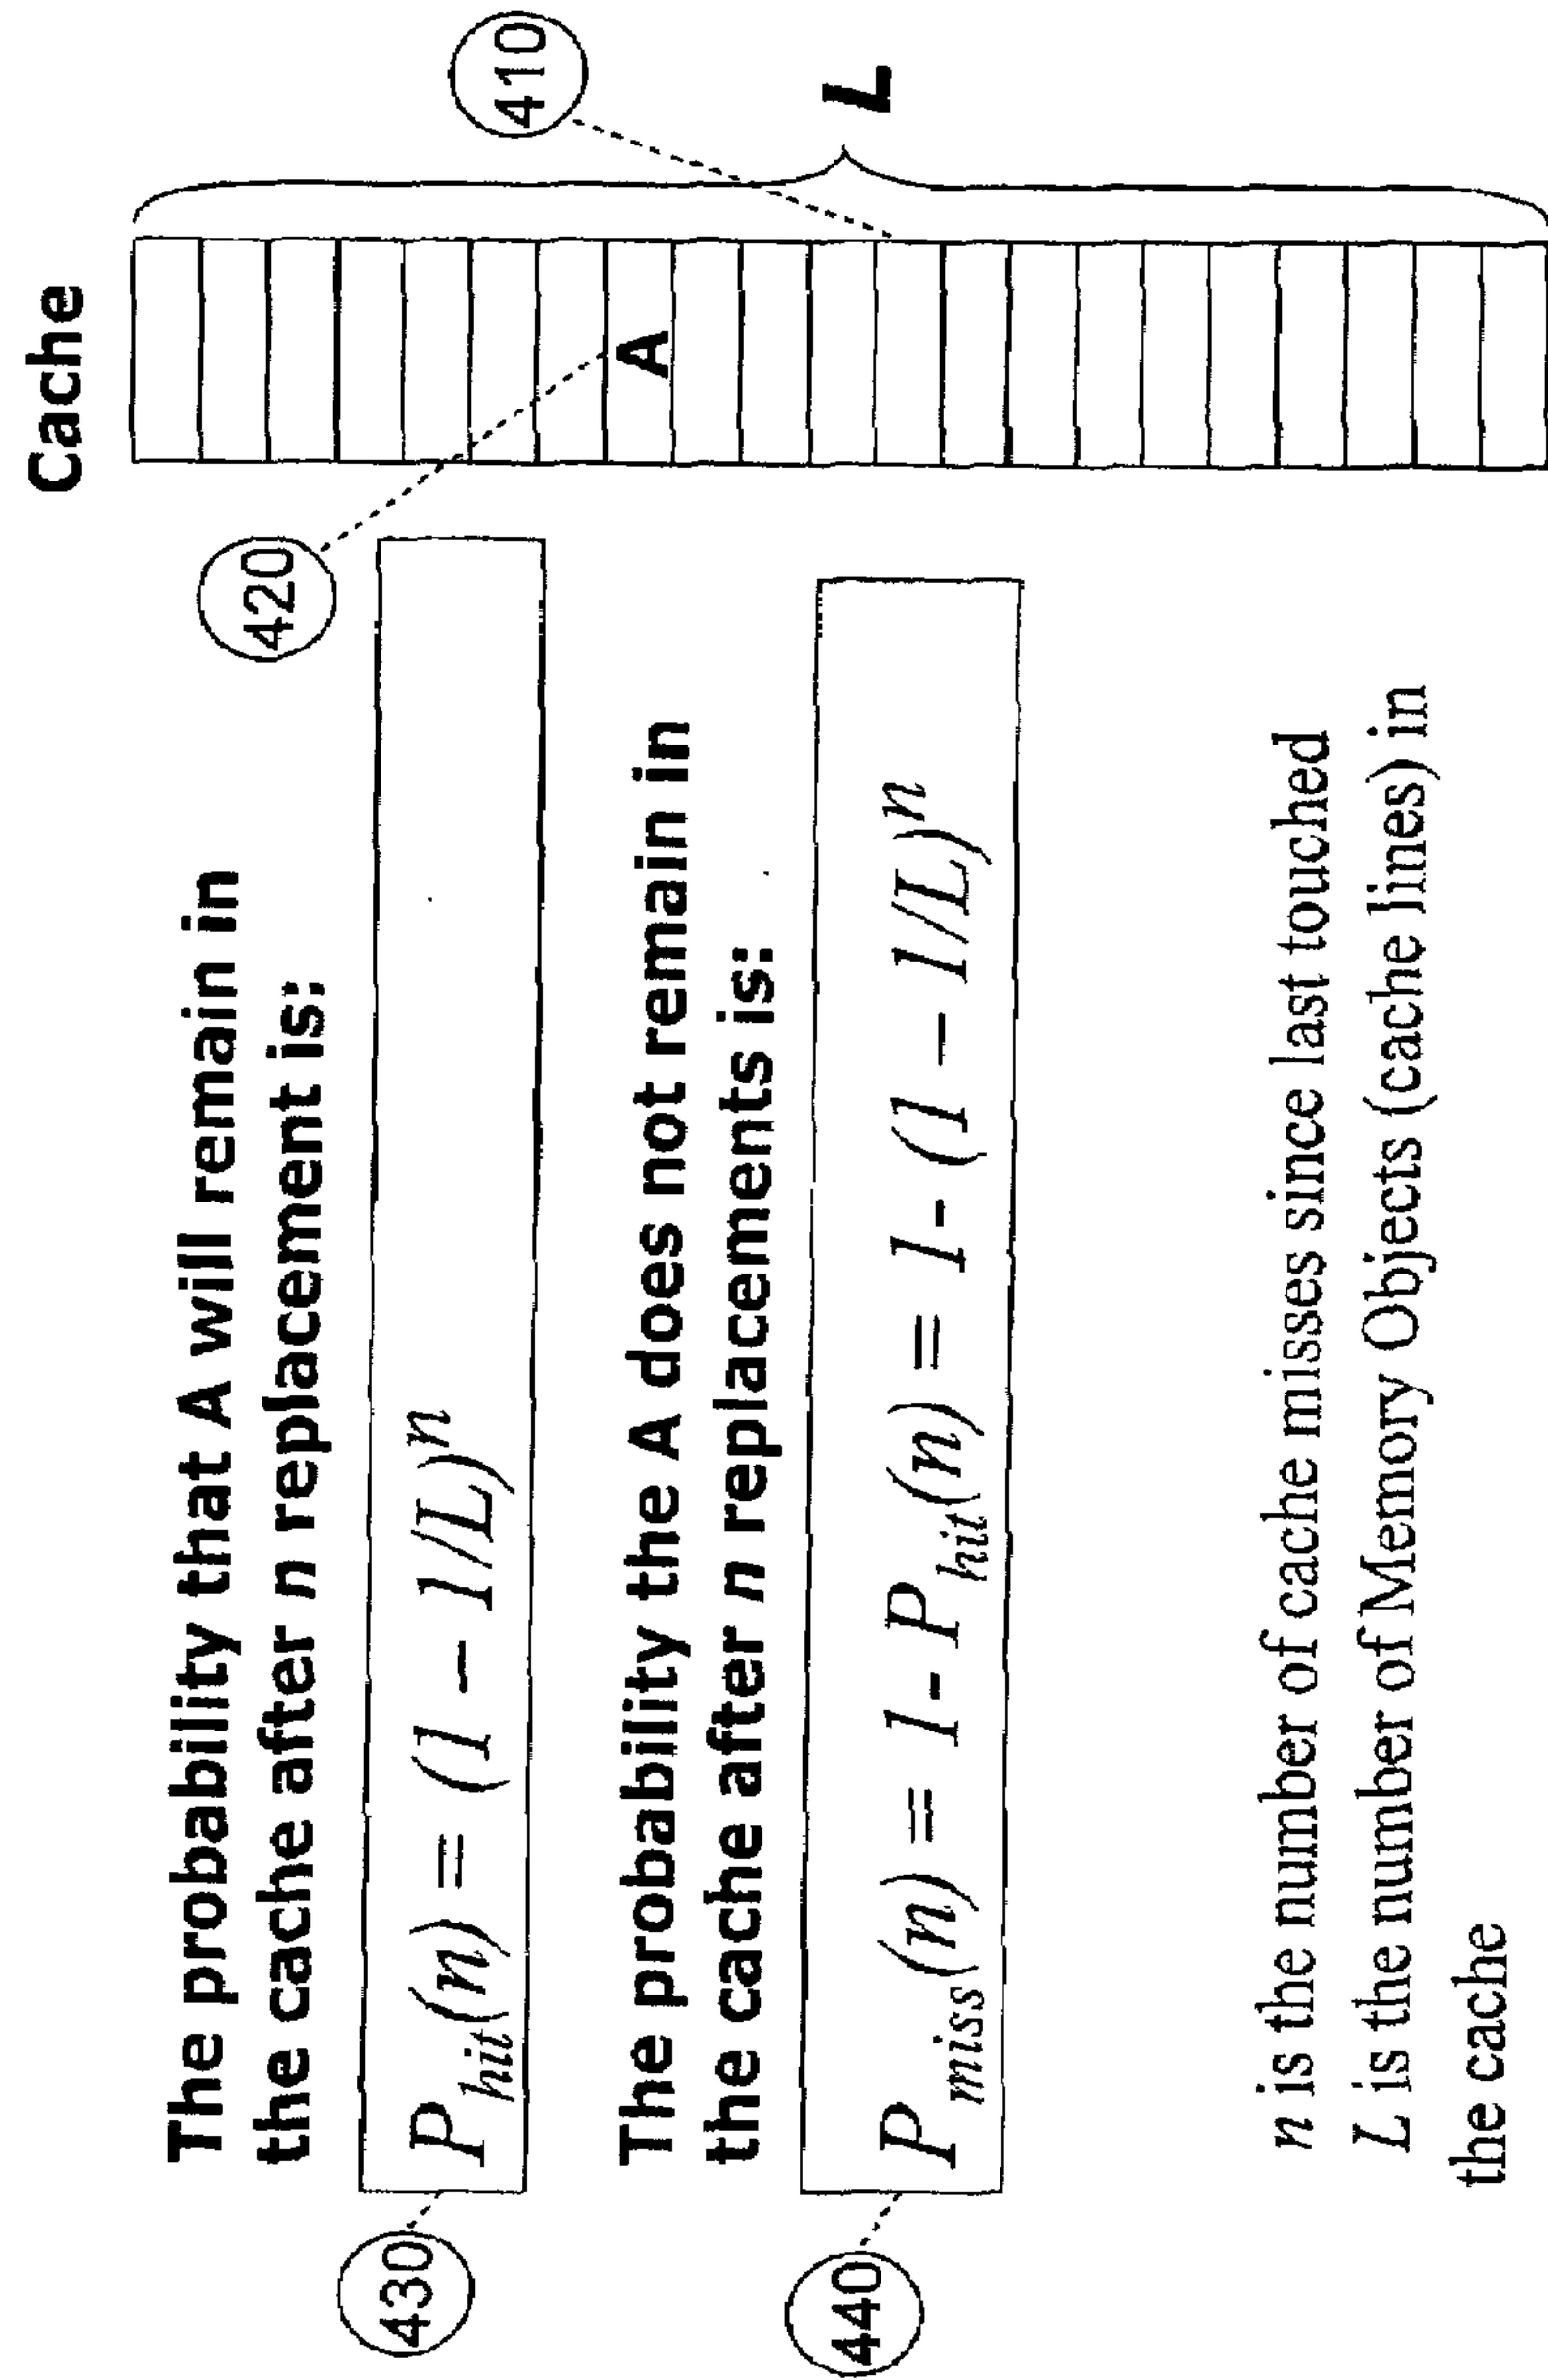 The probability that A will remain in
the cache after n replacement is:
430
P_hit(n) = (1 – 1/L)^n
The probability the A does not remain in
the cache after n replacements is:
440
P_miss(n) = 1 - P_hit(n) = 1 - (1 – 1/L)^n
n is the number of cache misses since last touched
L is the number of Memory Objects (cache lines) in
the cache
Cache
420
A
410
L